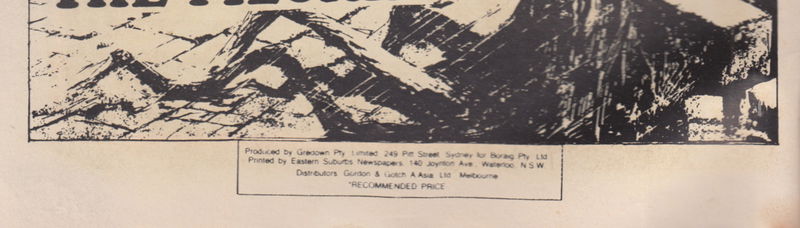 Produced by Gredown Pty. Limited, 249 Pitt Street, Sydney for Boraig Pty. Ltd.
Printed by Eastern Suburbs Newspapers, 140 Joynton Ave., Waterloo, N.S.W.
Distributors Gordon & Gotch A Asia Ltd Melbourne
*RECOMMENDED PRICE